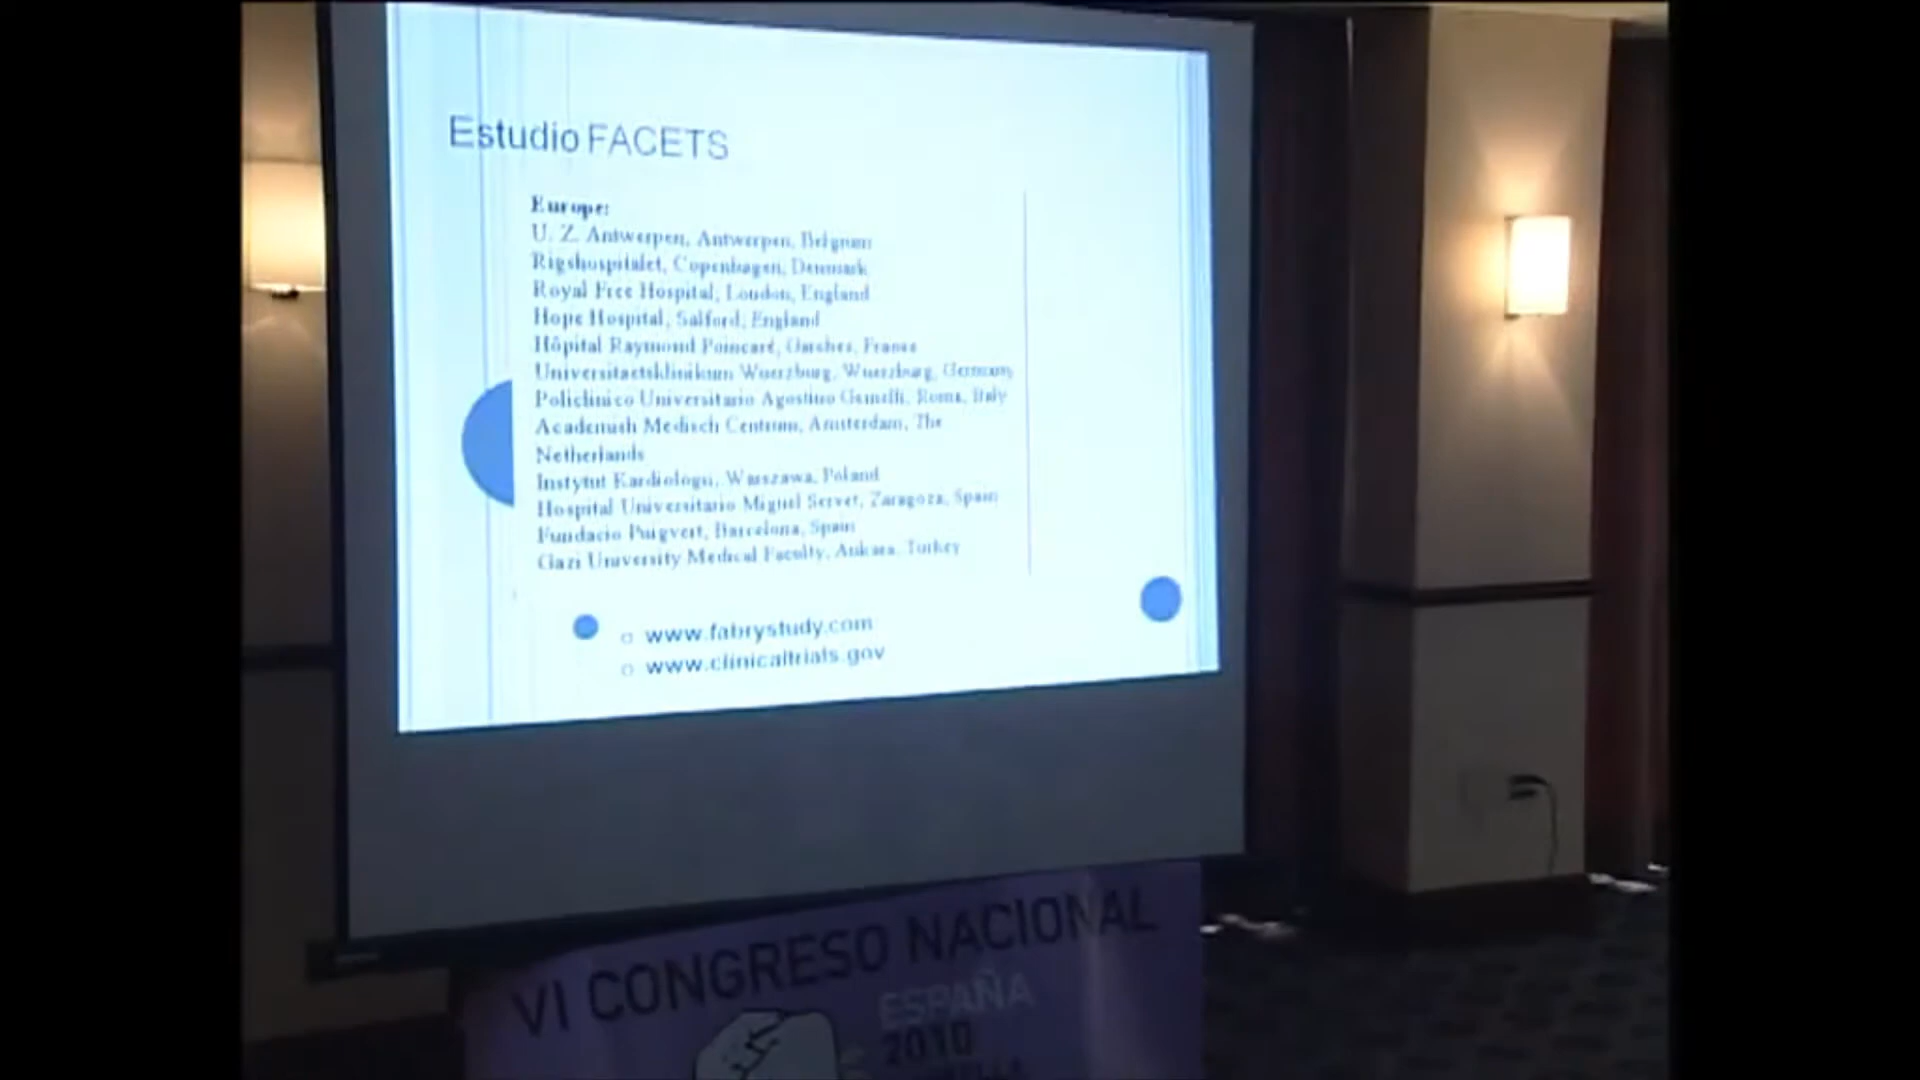 Estudio FACETS
Europe:
U. Z. Antwerpen, Antwerpen, Belgium
Rigshospitalet, Copenhagen, Denmark
Royal Free Hospital, London, England
Hope Hospital, Salford, England
Hôpital Raymond Poincaré, Garches, France
Universitaetsklinikum Wuerzburg, Wuerzburg, Germany
Policlinico Universitario Agostino Gemelli, Roma, Italy
Academish Medisch Centrum, Amsterdam, The
Netherlands
Instytut Kardiologii, Warszawa, Poland
Hospital Universitario Miguel Servet, Zaragoza, Spain
Fundacio Puigvert, Barcelona, Spain
Gazi University Medical Faculty, Ankara, Turkey
www.fabrystudy.com
www.clinicaltrials.gov
VI CONGRESO NACIONAL
ESPAÑA
2010